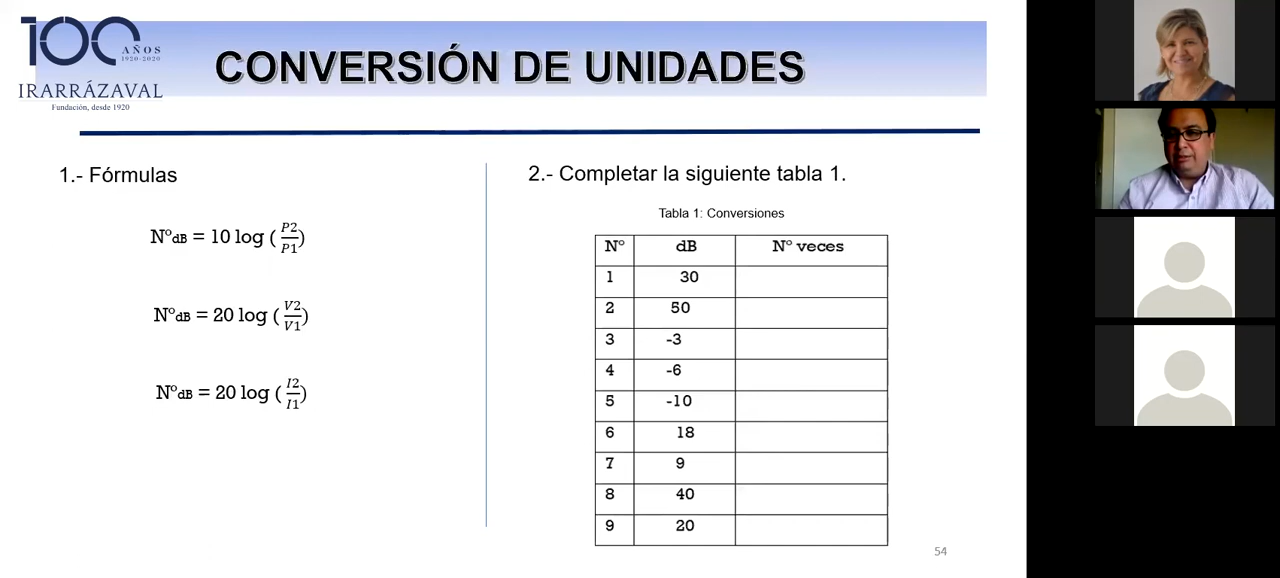 100
AÑOS
1920-2020
IRARRÁZAVAL
Fundación, desde 1920
CONVERSIÓN DE UNIDADES
1.- Fórmulas
N°dB = 10 log (P2/P1)
N°dB = 20 log (V2/V1)
N°dB = 20 log (I2/I1)
2.- Completar la siguiente tabla 1.
Tabla 1: Conversiones
N° dB N° veces
1 30
2 50
3 -3
4 -6
5 -10
6 18
7 9
8 40
9 20
54